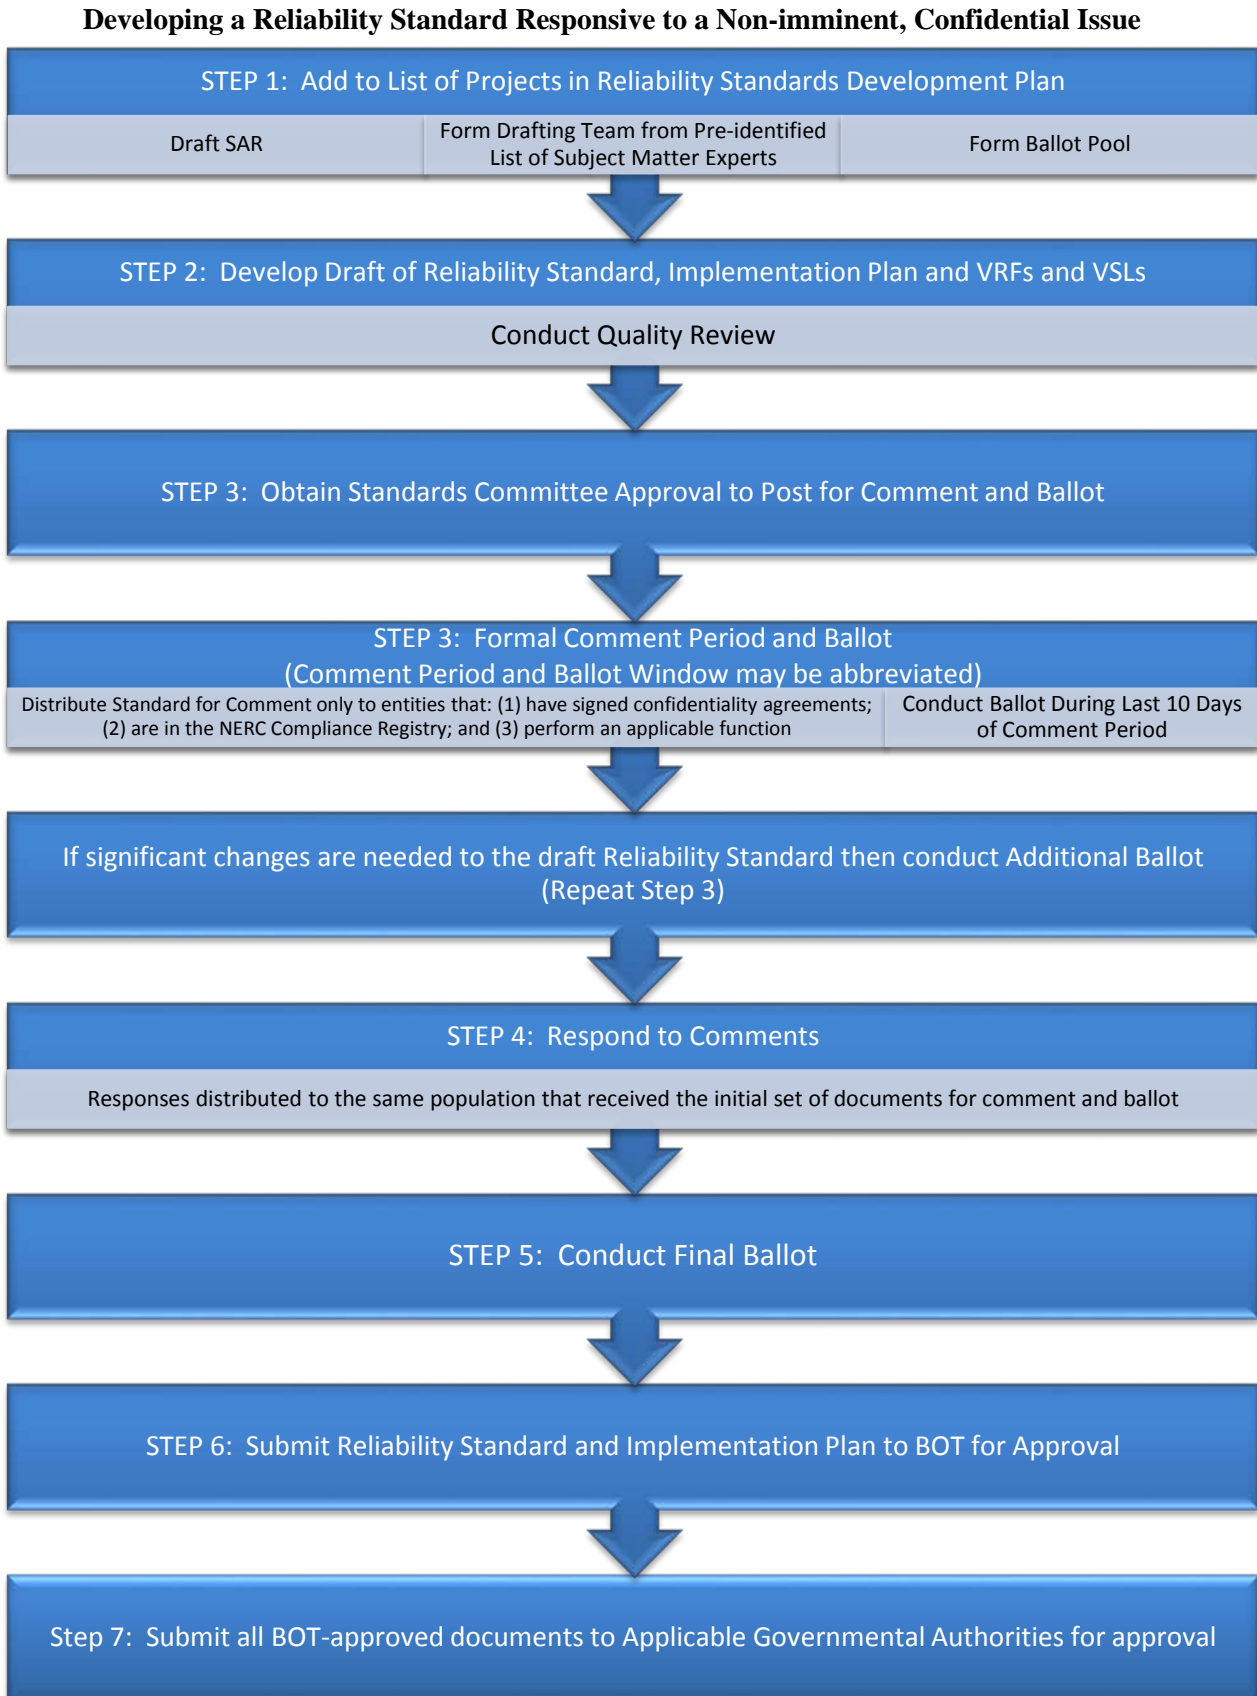 Developing a Reliability Standard Responsive to a Non-imminent, Confidential Issue
STEP 1: Add to List of Projects in Reliability Standards Development Plan
Draft SAR
Form Drafting Team from Pre-identified
List of Subject Matter Experts
Form Ballot Pool
STEP 2: Develop Draft of Reliability Standard, Implementation Plan and VRFs and VSLs
Conduct Quality Review
STEP 3: Obtain Standards Committee Approval to Post for Comment and Ballot
STEP 3: Formal Comment Period and Ballot
(Comment Period and Ballot Window may be abbreviated)
Distribute Standard for Comment only to entities that: (1) have signed confidentiality agreements;
(2) are in the NERC Compliance Registry; and (3) perform an applicable function
Conduct Ballot During Last 10 Days
of Comment Period
If significant changes are needed to the draft Reliability Standard then conduct Additional Ballot
(Repeat Step 3)
STEP 4: Respond to Comments
Responses distributed to the same population that received the initial set of documents for comment and ballot
STEP 5: Conduct Final Ballot
STEP 6: Submit Reliability Standard and Implementation Plan to BOT for Approval
Step 7: Submit all BOT-approved documents to Applicable Governmental Authorities for approval